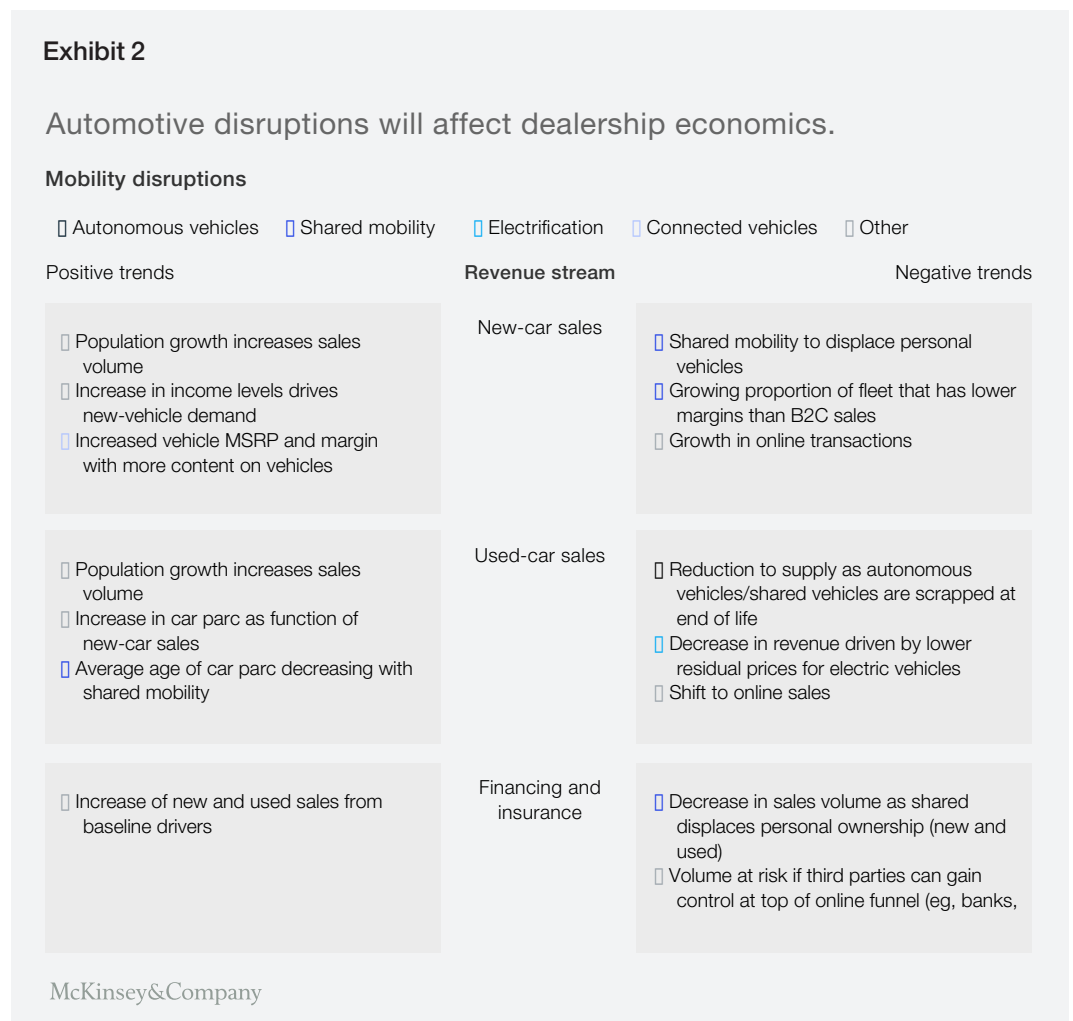 Exhibit 2
Automotive disruptions will affect dealership economics.
Mobility disruptions
Autonomous vehicles Shared mobility Electrification Connected vehicles Other
Positive trends Revenue stream Negative trends
New-car sales
Population growth increases sales
volume
Increase in income levels drives
new-vehicle demand
Increased vehicle MSRP and margin
with more content on vehicles
Shared mobility to displace personal
vehicles
Growing proportion of fleet that has lower
margins than B2C sales
Growth in online transactions
Used-car sales
Population growth increases sales
volume
Increase in car parc as function of
new-car sales
Average age of car parc decreasing with
shared mobility
Reduction to supply as autonomous
vehicles/shared vehicles are scrapped at
end of life
Decrease in revenue driven by lower
residual prices for electric vehicles
Shift to online sales
Financing and
insurance
Increase of new and used sales from
baseline drivers
Decrease in sales volume as shared
displaces personal ownership (new and
used)
Volume at risk if third parties can gain
control at top of online funnel (eg, banks,
McKinsey&Company